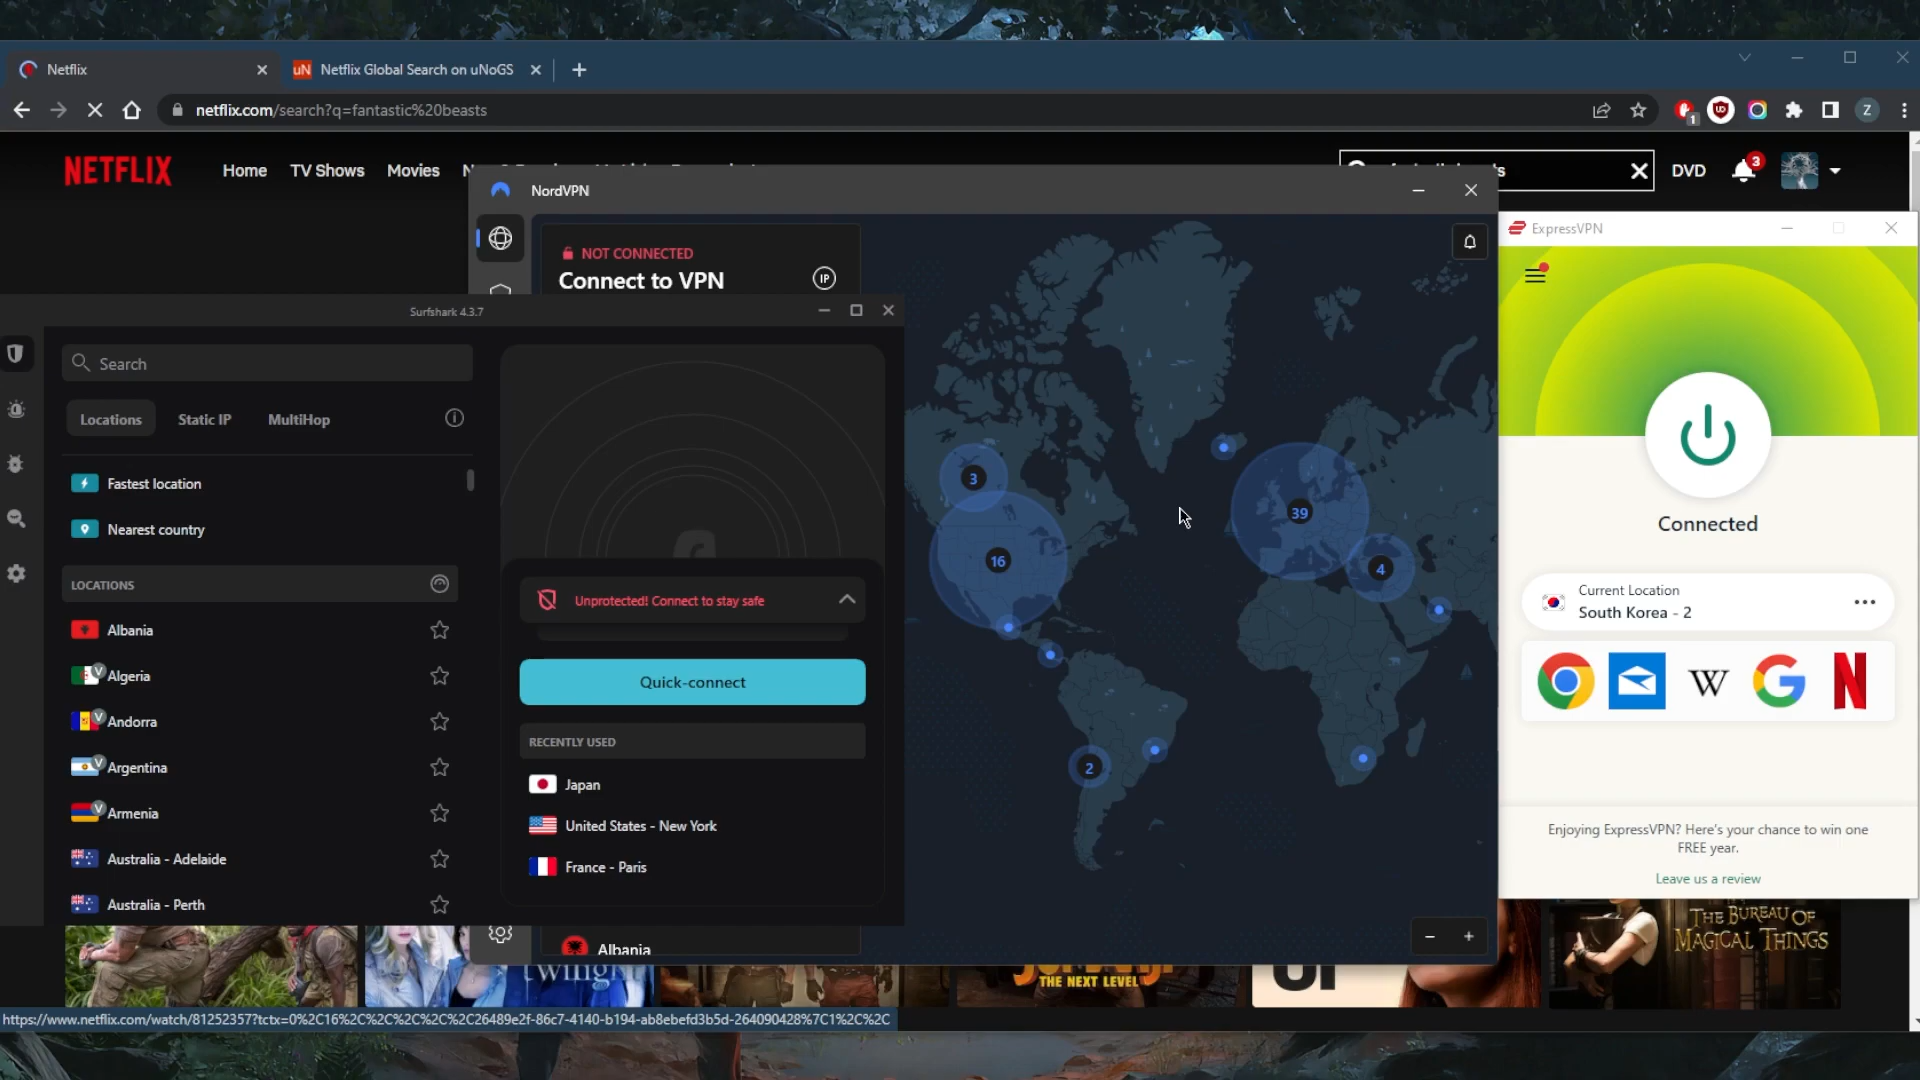 Netflix
uN Netflix Global Search on uNoGS
netflix.com/search?q=fantastic%20beasts
1
Z
NETFLIX
Home
TV Shows
Movies
DVD
3
NordVPN
NOT CONNECTED
Connect to VPN
IP
3
16
39
4
2
Albania
Surfshark 4.3.7
Search
Locations
Static IP
MultiHop
Fastest location
Nearest country
LOCATIONS
Albania
V Algeria
V Andorra
V Argentina
V Armenia
Australia - Adelaide
Australia - Perth
Unprotected! Connect to stay safe
Quick-connect
RECENTLY USED
Japan
United States - New York
France - Paris
ExpressVPN
Connected
Current Location
South Korea - 2
W
G
N
Enjoying ExpressVPN? Here's your chance to win one
FREE year.
Leave us a review
THE NEXT LEVEL
THE BUREAU OF
MAGICAL THINGS
https://www.netflix.com/watch/81252357?tctx=0%2C16%2C%2C%2C%2C%2C26489e2f-86c7-4140-b194-ab8ebefd3b5d-264090428%7C1%2C%2C